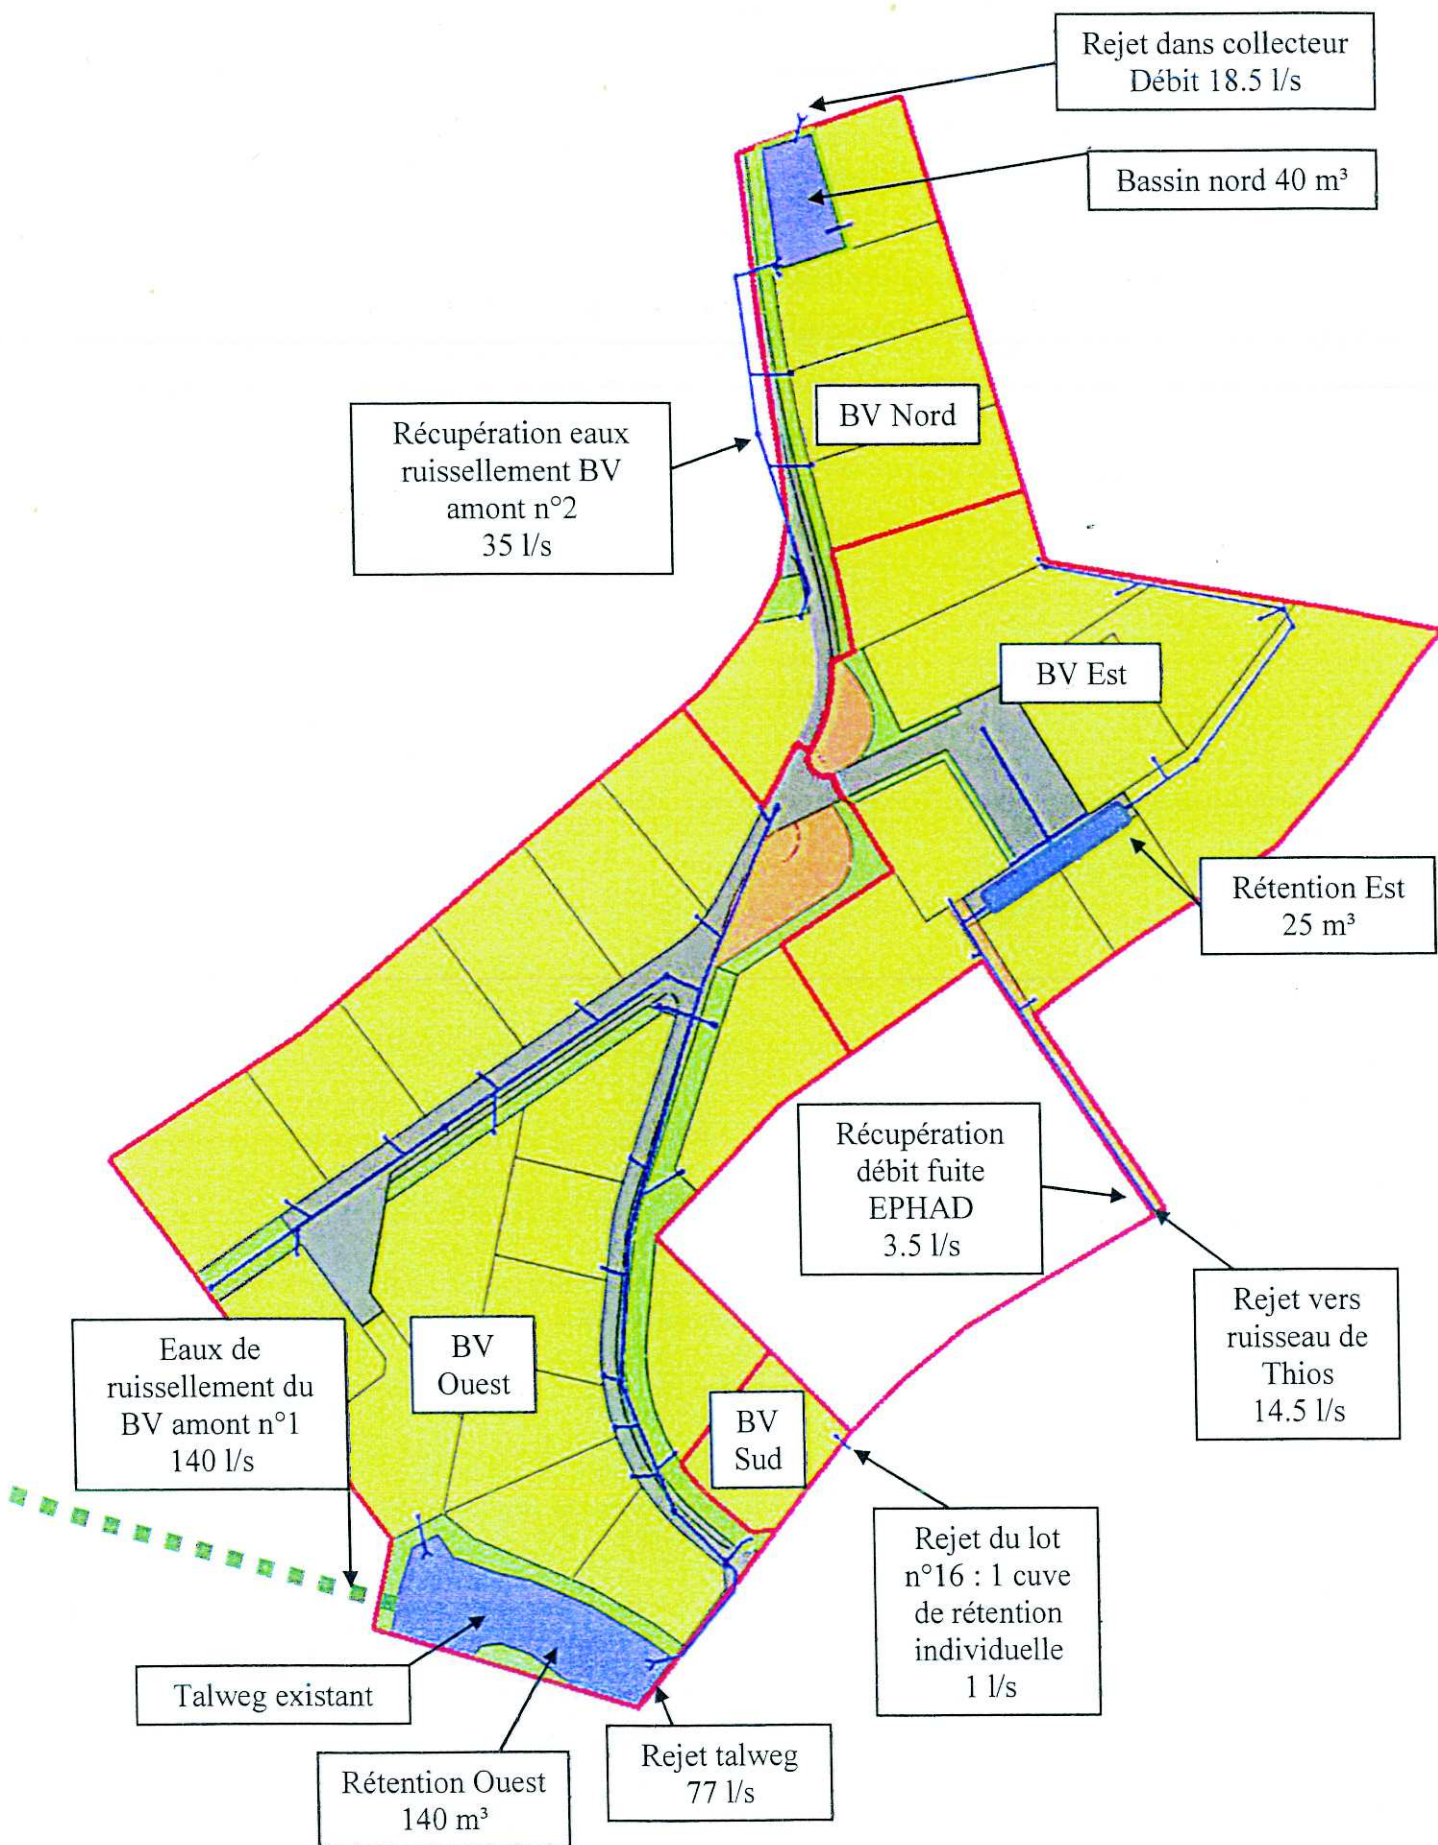 Rejet dans collecteur
Débit 18.5 l/s
Bassin nord 40 m³
BV Nord
Récupération eaux
ruissellement BV
amont n°2
35 l/s
BV Est
Rétention Est
25 m³
Récupération
débit fuite
EPHAD
3.5 l/s
Rejet vers
ruisseau de
Thios
14.5 l/s
Eaux de
ruissellement du
BV amont n°1
140 l/s
BV
Ouest
BV
Sud
Rejet du lot
n°16 : 1 cuve
de rétention
individuelle
1 l/s
Talweg existant
Rétention Ouest
140 m³
Rejet talweg
77 l/s